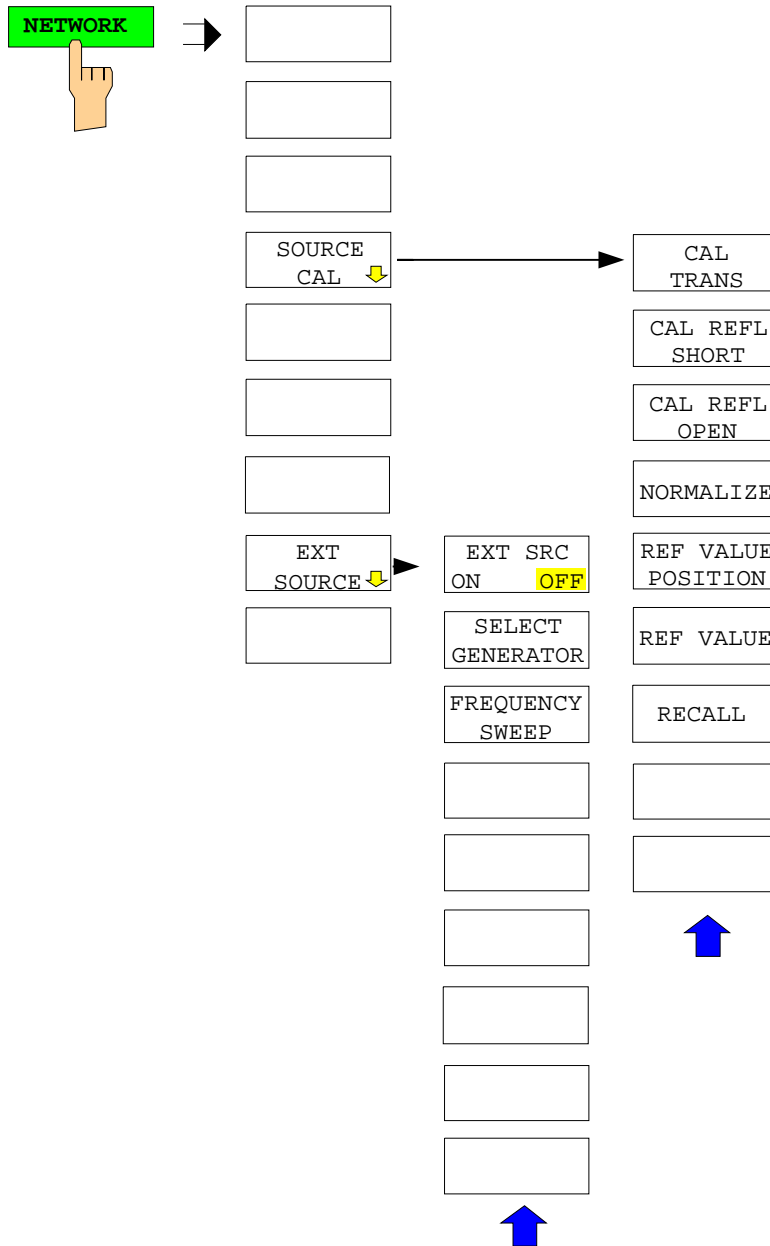 NETWORK
SOURCE
CAL
EXT
SOURCE
EXT SRC
ON OFF
SELECT
GENERATOR
FREQUENCY
SWEEP
CAL
TRANS
CAL REFL
SHORT
CAL REFL
OPEN
NORMALIZE
REF VALUE
POSITION
REF VALUE
RECALL